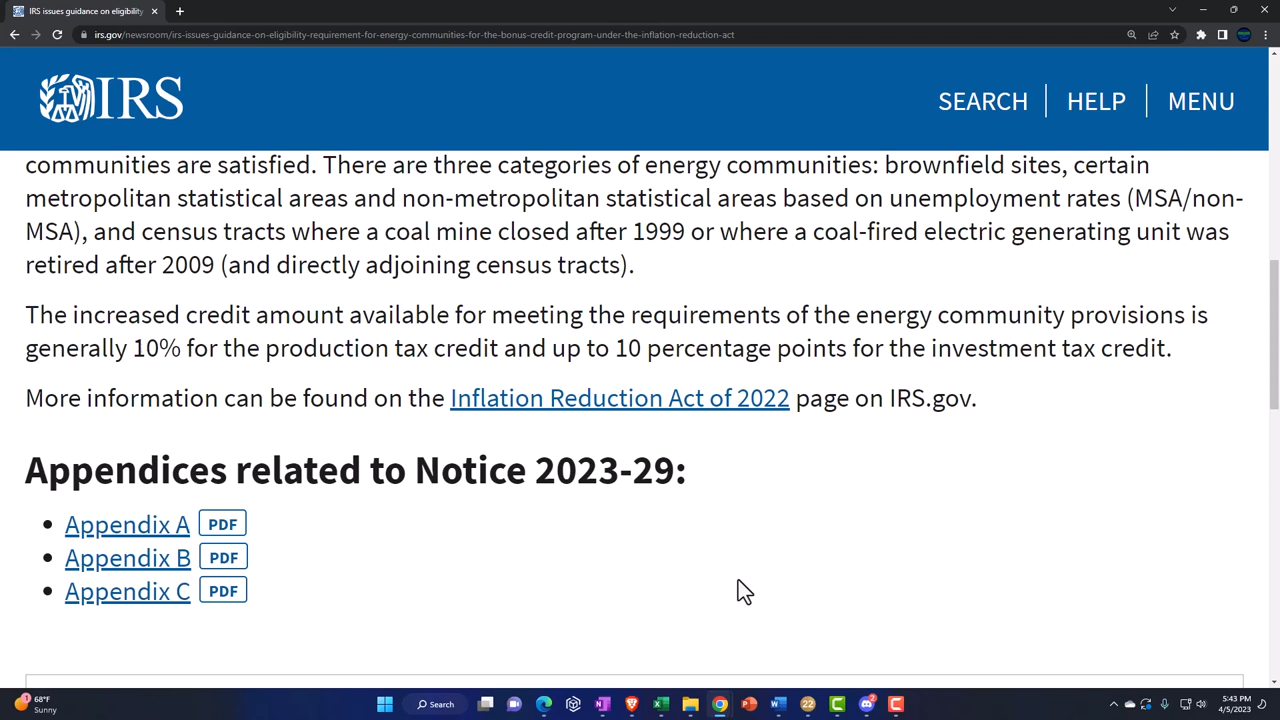 IRS issues guidance on eligibility
irs.gov/newsroom/irs-issues-guidance-on-eligibility-requirement-for-energy-communities-for-the-bonus-credit-program-under-the-inflation-reduction-act
IRS
SEARCH
HELP
MENU
communities are satisfied. There are three categories of energy communities: brownfield sites, certain
metropolitan statistical areas and non-metropolitan statistical areas based on unemployment rates (MSA/non-
MSA), and census tracts where a coal mine closed after 1999 or where a coal-fired electric generating unit was
retired after 2009 (and directly adjoining census tracts).
The increased credit amount available for meeting the requirements of the energy community provisions is
generally 10% for the production tax credit and up to 10 percentage points for the investment tax credit.
More information can be found on the Inflation Reduction Act of 2022 page on IRS.gov.
Appendices related to Notice 2023-29:
• Appendix A PDF
• Appendix B PDF
• Appendix C PDF
1
68°F
Sunny
Search
22
2
5:43 PM
4/5/2023